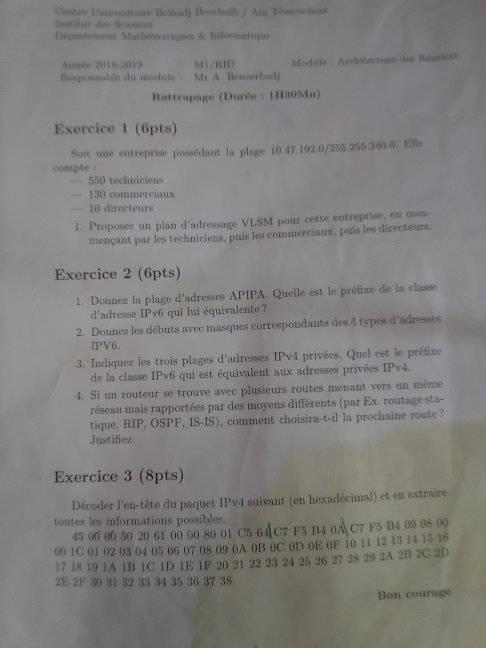 Centre Universitaire Belhadj Bouchaib / Ain Témouchent
Institut des Sciences
Département Mathématiques & Informatique
Année 2018-2019 M1/RID Module : Architecture des Réseaux
Responsable du module : Mr A. Benzerbadj
Rattrapage (Durée : 1H30Mn)
Exercice 1 (6pts)
Soit une entreprise possédant la plage 10.47.192.0/255.255.240.0. Elle
compte :
— 550 techniciens
— 130 commerciaux
— 10 directeurs
1. Proposez un plan d'adressage VLSM pour cette entreprise, en com-
mençant par les techniciens, puis les commerciaux, puis les directeurs.
Exercice 2 (6pts)
1. Donnez la plage d'adresses APIPA. Quelle est le préfixe de la classe
d'adresse IPv6 qui lui équivalente ?
2. Donnez les débuts avec masques correspondants des 4 types d'adresses
IPV6.
3. Indiquez les trois plages d'adresses IPv4 privées. Quel est le préfixe
de la classe IPv6 qui est équivalent aux adresses privées IPv4.
4. Si un routeur se trouve avec plusieurs routes menant vers un même
réseau mais rapportées par des moyens différents (par Ex. routage sta-
tique, RIP, OSPF, IS-IS), comment choisira-t-il la prochaine route ?
Justifiez.
Exercice 3 (8pts)
Décoder l'en-tête du paquet IPv4 suivant (en hexadécimal) et en extraire
toutes les informations possibles.
45 00 00 50 20 61 00 00 80 01 C5 64 C7 F5 B4 0A C7 F5 B4 09 08 00
00 1C 01 02 03 04 05 06 07 08 09 0A 0B 0C 0D 0E 0F 10 11 12 13 14 15 16
17 18 19 1A 1B 1C 1D 1E 1F 20 21 22 23 24 25 26 27 28 29 2A 2B 2C 2D
2E 2F 30 31 32 33 34 35 36 37 38
Bon courage